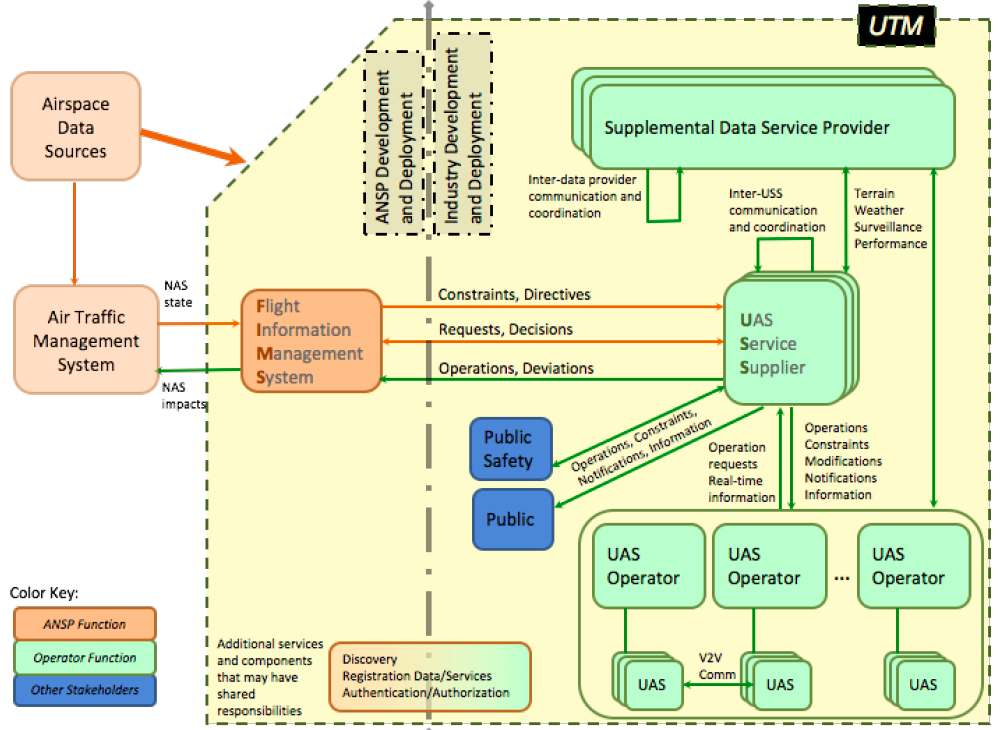 UTM
ANSP Development
and Deployment
Industry Development
and Deployment
Airspace
Data
Sources
Supplemental Data Service Provider
Inter-data provider
communication and
coordination
Inter-USS
communication
and coordination
Terrain
Weather
Surveillance
Performance
NAS
state
Air Traffic
Management
System
NAS
impacts
Flight
Information
Management
System
Constraints, Directives
Requests, Decisions
Operations, Deviations
UAS
Service
Supplier
Public
Safety
Public
Operations, Constraints,
Notifications, Information
Operation
requests
Real-time
information
Operations
Constraints
Modifications
Notifications
Information
UAS
Operator
UAS
Operator
...
UAS
Operator
V2V
Comm
UAS
UAS
UAS
Color Key:
ANSP Function
Operator Function
Other Stakeholders
Additional services
and components
that may have
shared
responsibilities
Discovery
Registration Data/Services
Authentication/Authorization